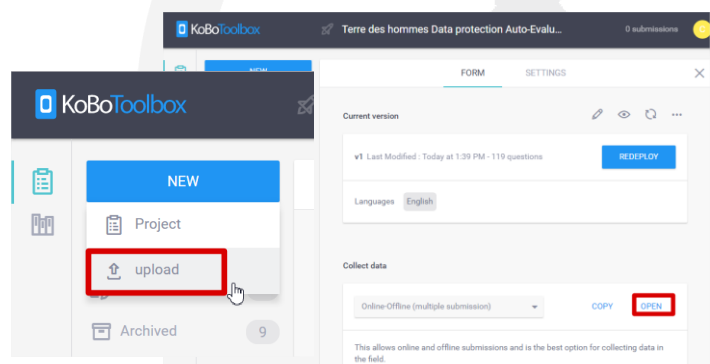 KoBoToolbox
Terre des hommes Data protection Auto-Evalu...
0 submissions
C
NEW
FORM
SETTINGS
Current version
v1 Last Modified : Today at 1:39 PM - 119 questions
REDEPLOY
Languages
English
Collect data
Online-Offline (multiple submission)
COPY
OPEN
This allows online and offline submissions and is the best option for collecting data in
the field.
KoBoToolbox
NEW
Project
upload
Archived
9